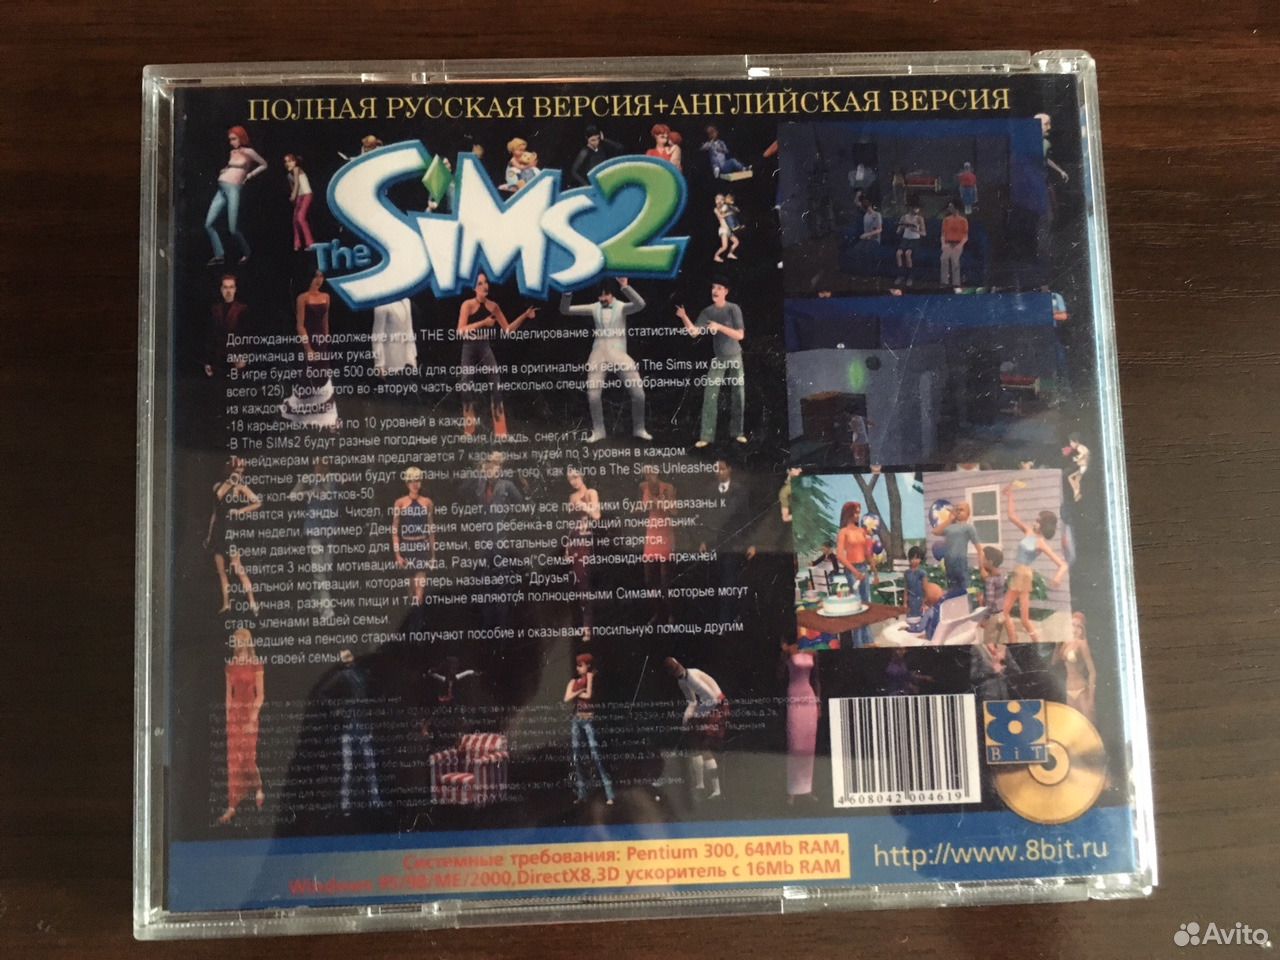 ПОЛНАЯ РУССКАЯ ВЕРСИЯ+АНГЛИЙСКАЯ ВЕРСИЯ
The SiMs 2
Долгожданное продолжение игры THE SIMS!!!!!! Моделирование жизни статистического
американца в ваших руках!
-В игре будет более 500 объектов( для сравнения в оригинальной версии The Sims их было
всего 125). Кроме того во -вторую часть войдет несколько специально отобранных объектов
из каждого аддона!
-18 карьерных путей по 10 уровней в каждом
-В The SIMs2 будут разные погодные условия.(дождь, снег и т.д)
-Тинейджерам и старикам предлагается 7 карьерных путей по 3 уровня в каждом
-Окрестные территории будут сделаны наподобие того, как было в The Sims:Unleashed,
общее кол-во участков-50
-Появятся уик-энды. Чисел, правда, не будет, поэтому все праздники будут привязаны к
дням недели, например "День рождения моего ребенка-в следующий понедельник".
-Время движется только для вашей семьи, все остальные Симы не старятся.
-Появится 3 новых мотивации: Жажда, Разум, Семья("Семья"-разновидность прежней
социальной мотивации, которая теперь называется "Друзья").
-Горничная, разносчик пищи и т.д. отныне являются полноценными Симами, которые могут
стать членами вашей семьи.
-Вышедшие на пенсию старики получают пособие и оказывают посильную помощь другим
членам своей семьи
4 608042 004619
8
BiT
Системные требования: Pentium 300, 64Mb RAM,
Windows 95/98/ME/2000,DirectX8,3D ускоритель с 16Mb RAM
http://www.8bit.ru
Avito